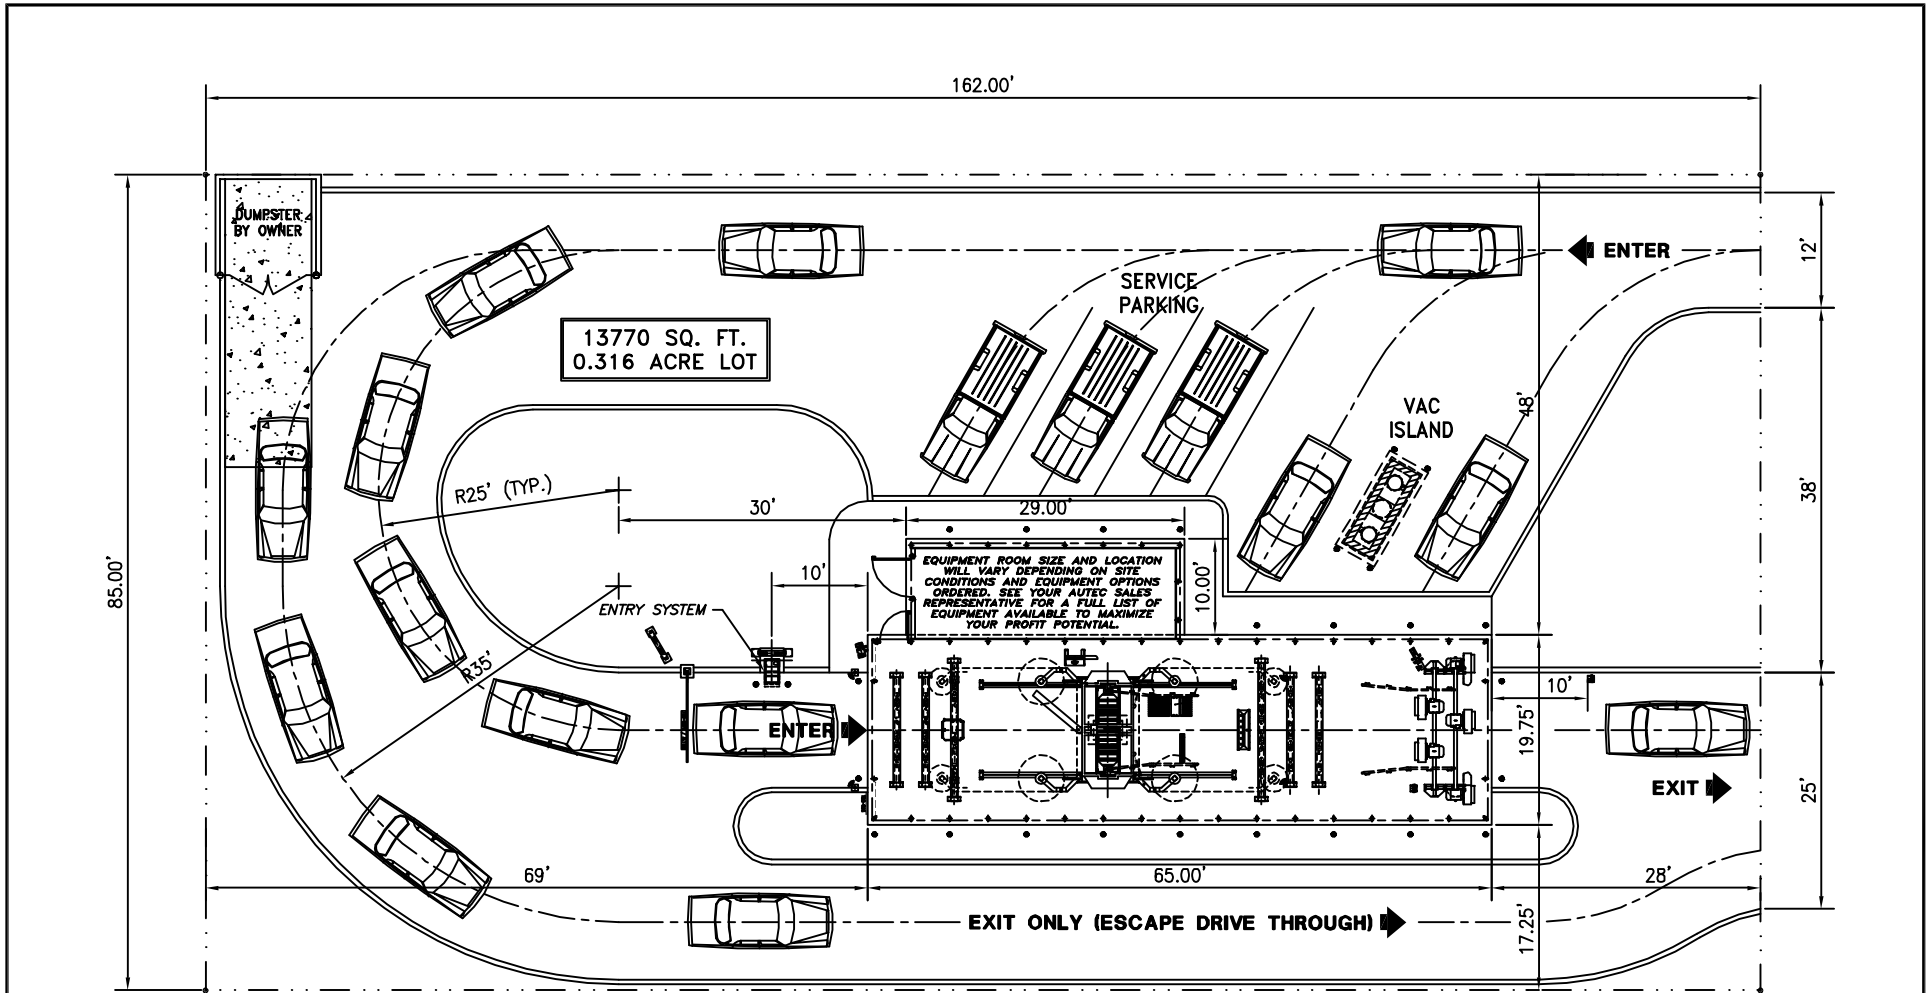 162.00'
DUMPSTER
BY OWNER
ENTER
12'
SERVICE
PARKING
13770 SQ. FT.
0.316 ACRE LOT
VAC
ISLAND
48'
38'
R25' (TYP.)
30'
29.00'
85.00'
10'
EQUIPMENT ROOM SIZE AND LOCATION
WILL VARY DEPENDING ON SITE
CONDITIONS AND EQUIPMENT OPTIONS
ORDERED. SEE YOUR AUTEC SALES
REPRESENTATIVE FOR A FULL LIST OF
EQUIPMENT AVAILABLE TO MAXIMIZE
YOUR PROFIT POTENTIAL.
10.00'
ENTRY SYSTEM
R35'
10'
ENTER
19.75'
EXIT
25'
69'
65.00'
28'
EXIT ONLY (ESCAPE DRIVE THROUGH)
17.25'